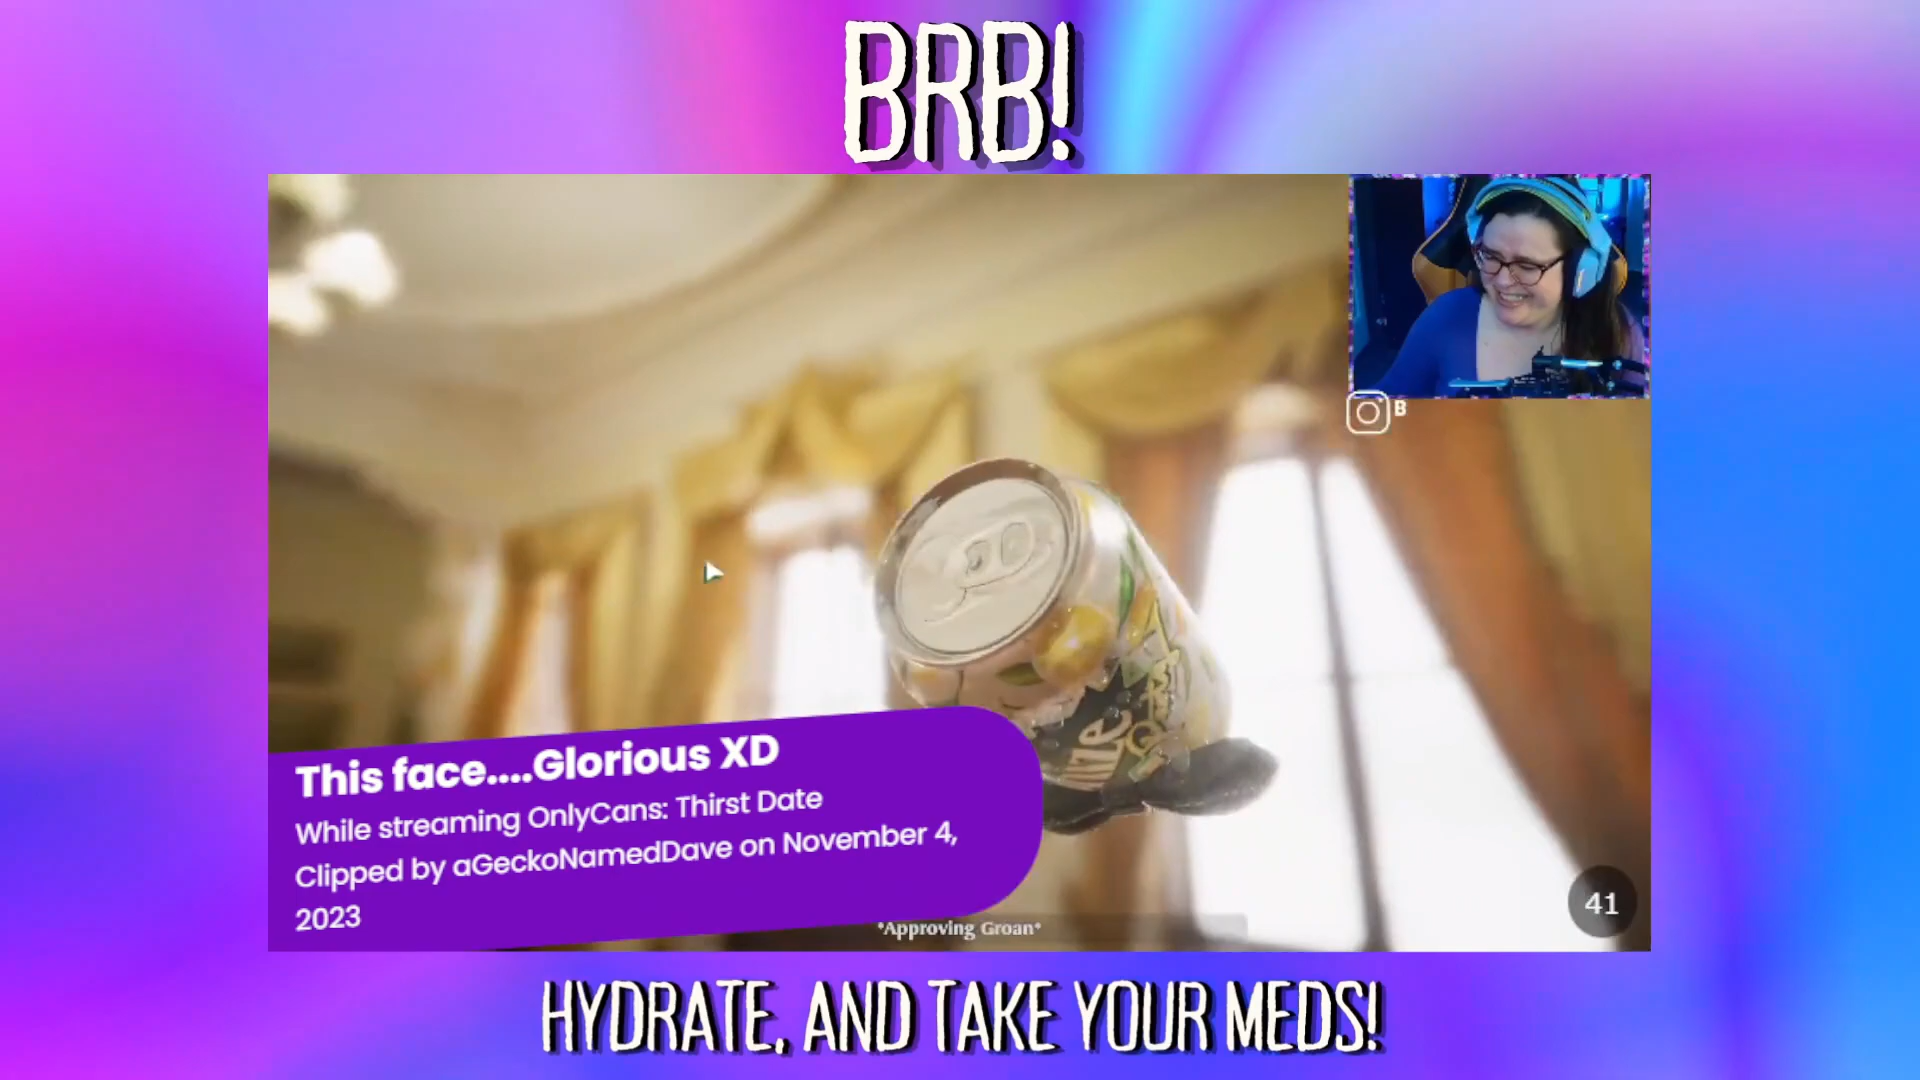 BRB!
B
This face....Glorious XD
While streaming OnlyCans: Thirst Date
Clipped by aGeckoNamedDave on November 4,
2023
*Approving Groan*
41
HYDRATE, AND TAKE YOUR MEDS!